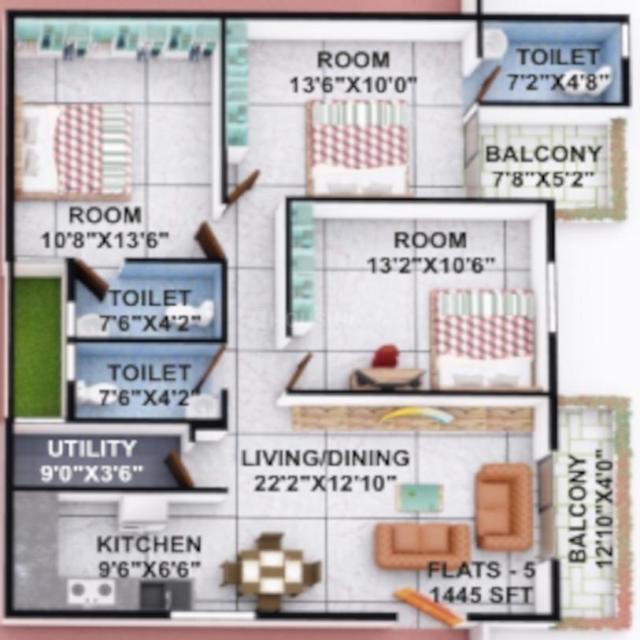 ROOM
13'6"X10'0"
TOILET
7'2"X4'8"
BALCONY
7'8"X5'2"
ROOM
10'8"X13'6"
ROOM
13'2"X10'6"
TOILET
7'6"X4'2"
TOILET
7'6"X4'2"
UTILITY
9'0"X3'6"
LIVING/DINING
22'2"X12'10"
BALCONY
12'10"X4'0"
KITCHEN
9'6"X6'6"
FLATS - 5
1445 SFT